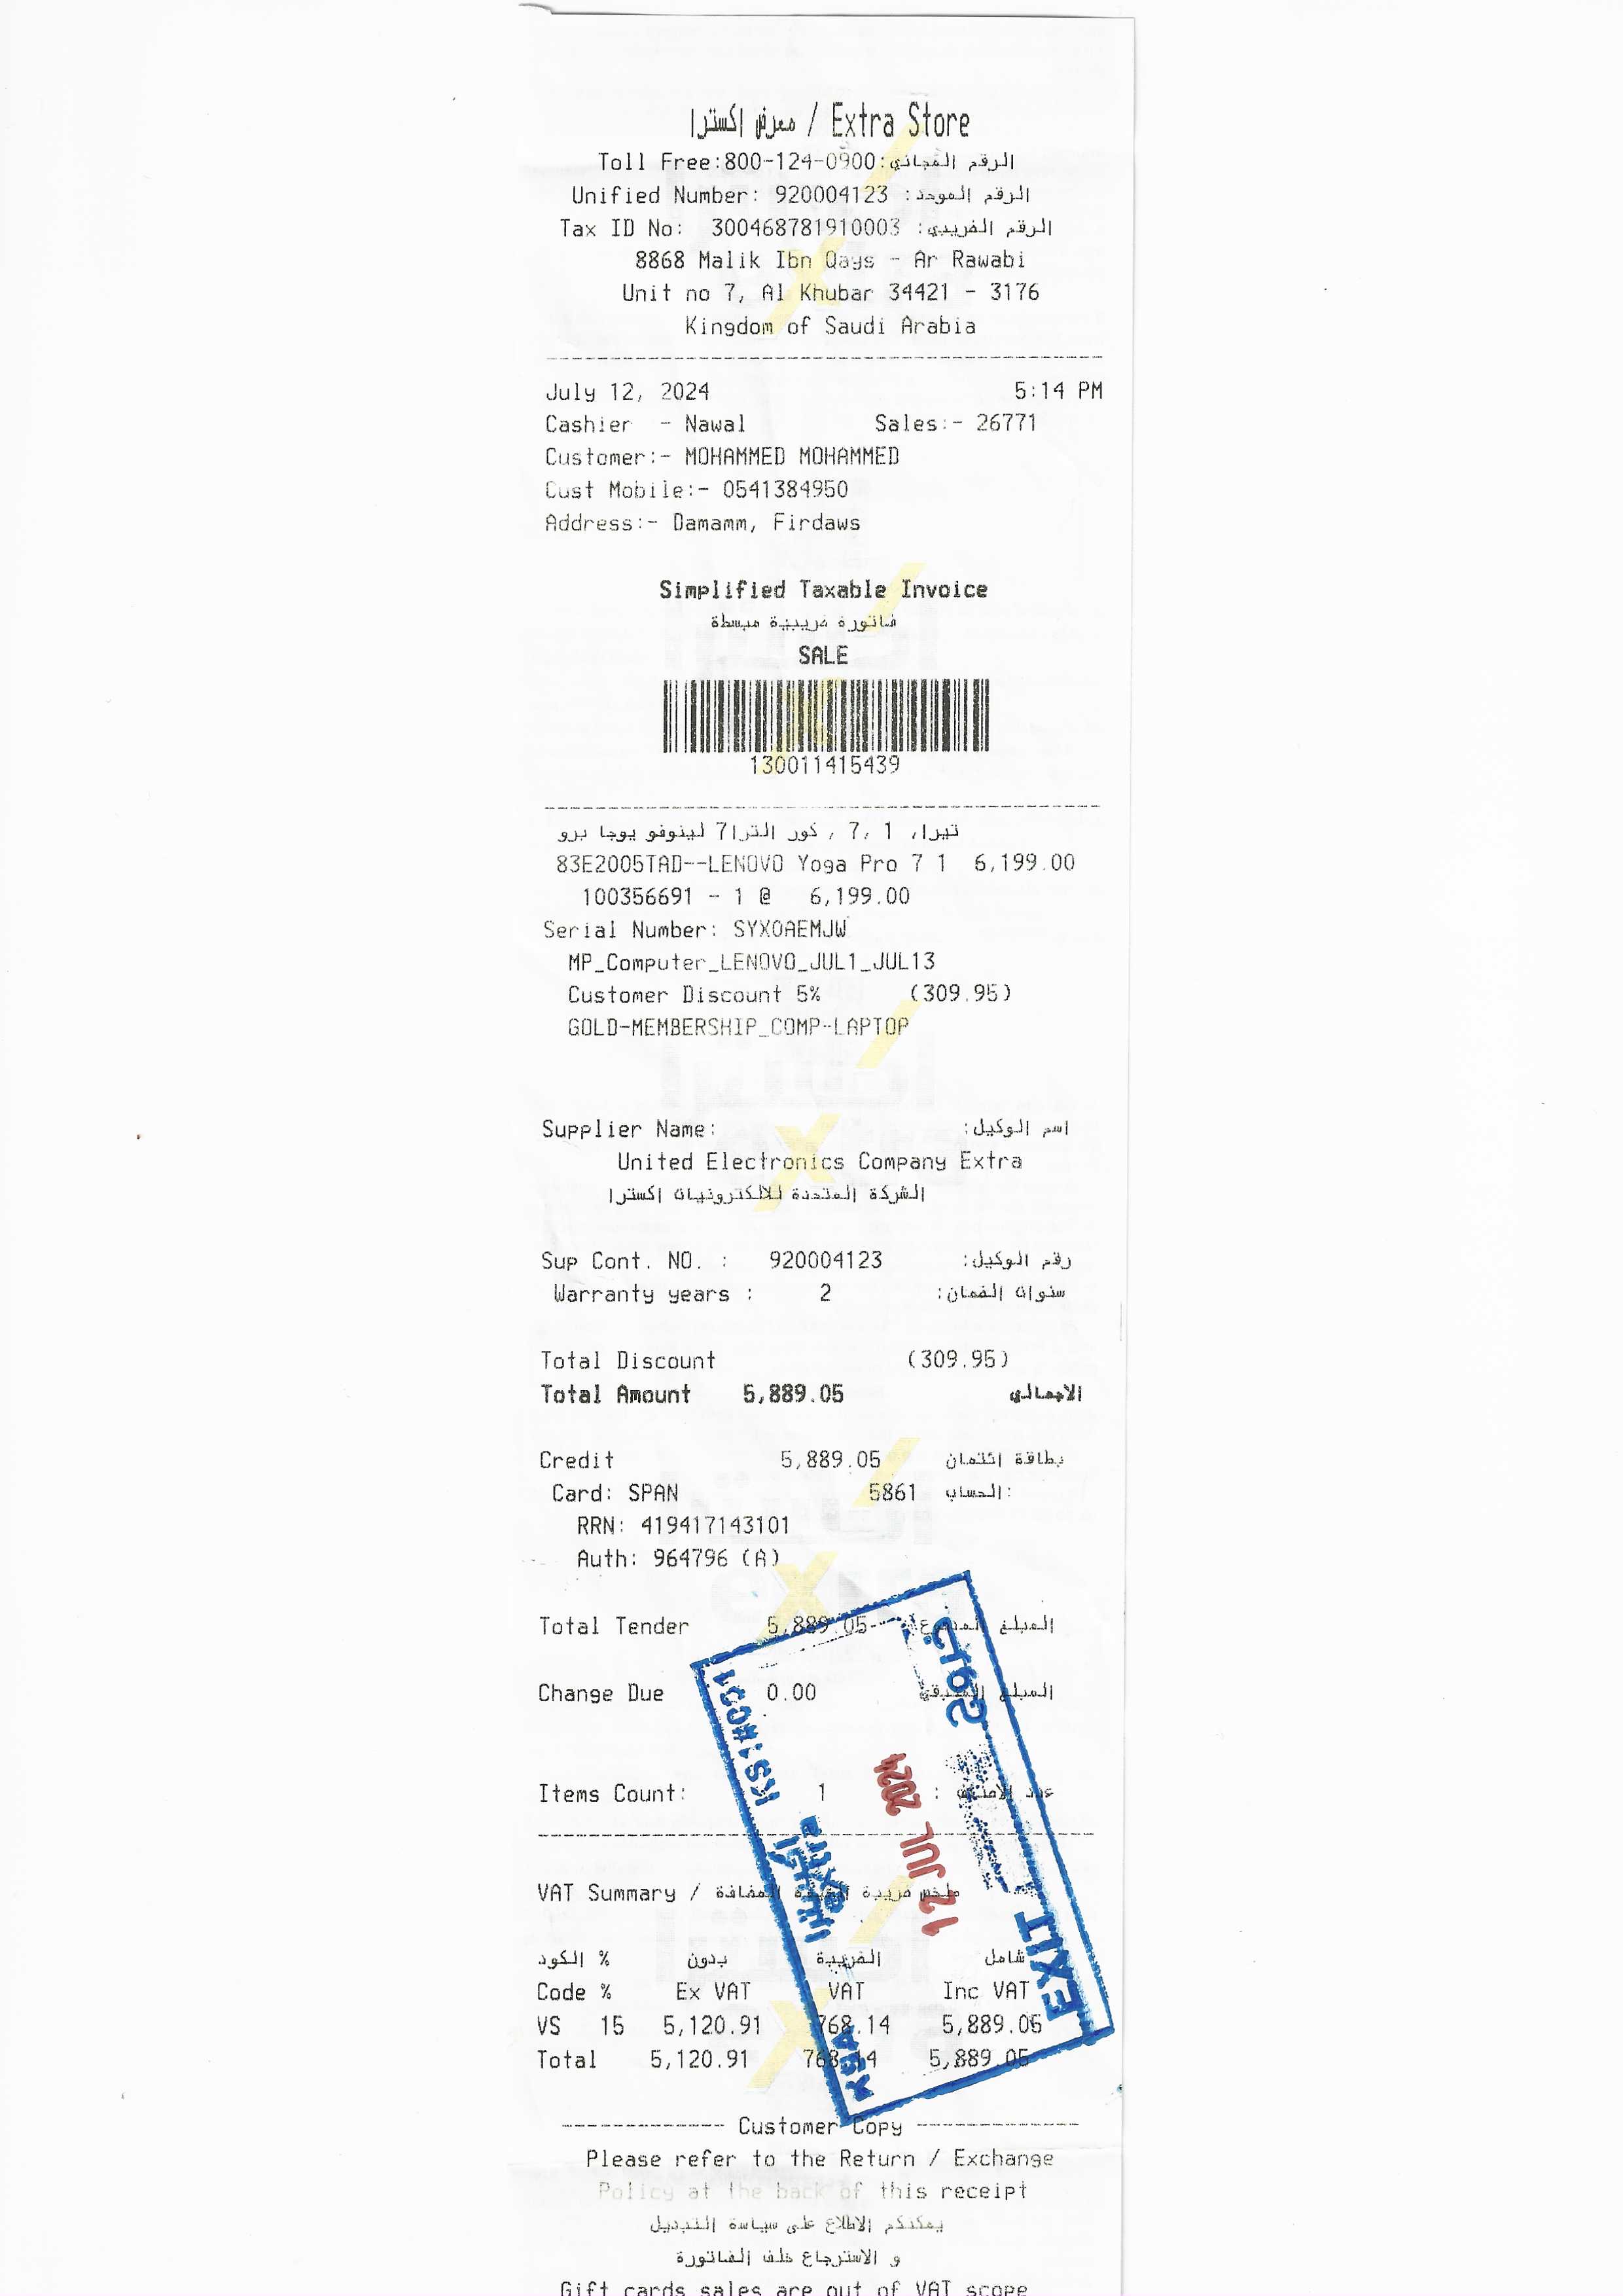 معرض اكسترا / Extra Store
Toll Free:800-124-0900:الرقم المجاني
Unified Number: 920004123 :الرقم الموحد
Tax ID No: 300468781910003 :الرقم الضريبي
8868 Malik Ibn Qays - Ar Rawabi
Unit no 7, Al Khubar 34421 - 3176
Kingdom of Saudi Arabia
July 12, 2024 5:14 PM
Cashier - Nawal Sales:- 26771
Customer:- MOHAMMED MOHAMMED
Cust Mobile:- 0541384950
Address:- Damamm, Firdaws
Simplified Taxable Invoice
فاتورة ضريبية مبسطة
SALE
130011415439
لينوفو يوجا برو 7 كور الترا 7, 1 تيرا,
83E2005TAD--LENOVO Yoga Pro 7 1 6,199.00
100356691 - 1 @ 6,199.00
Serial Number: SYX0AEMJW
MP_Computer_LENOVO_JUL1_JUL13
Customer Discount 5% (309.95)
GOLD-MEMBERSHIP_COMP-LAPTOP
Supplier Name: اسم الوكيل:
United Electronics Company Extra
الشركة المتحدة للالكترونيات اكسترا
Sup Cont. NO. : 920004123 رقم الوكيل:
Warranty years : 2 سنوات الضمان:
Total Discount (309.95)
Total Amount 5,889.05 الاجمالي
Credit 5,889.05 بطاقة ائتمان
Card: SPAN 5861 الحساب:
RRN: 419417143101
Auth: 964796 (A)
Total Tender 5,889.05 المبلغ المدفوع
Change Due 0.00 المبلغ المتبقي
Items Count: 1 : عدد الاصناف
VAT Summary / ملخص ضريبة القيمة المضافة
الكود % بدون الضريبة شامل
Code % Ex VAT VAT Inc VAT
VS 15 5,120.91 768.14 5,889.05
Total 5,120.91 768.14 5,889.05
12 JUL 2024
EXIT
Customer Copy
Please refer to the Return / Exchange
Policy at the back of this receipt
يمكنكم الاطلاع على سياسة التبديل
و الاسترجاع خلف الفاتورة
Gift cards sales are out of VAT scope